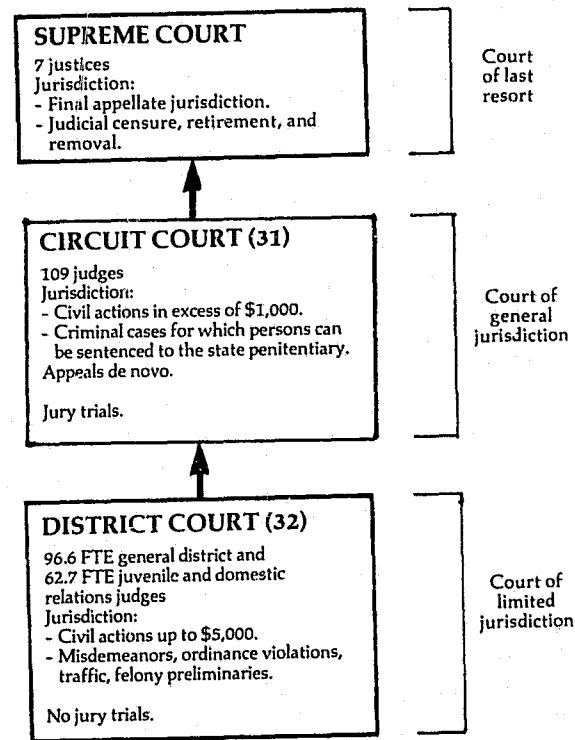 SUPREME COURT
7 justices
Jurisdiction:
- Final appellate jurisdiction.
- Judicial censure, retirement, and
removal.
Court
of last
resort
CIRCUIT COURT (31)
109 judges
Jurisdiction:
- Civil actions in excess of $1,000.
- Criminal cases for which persons can
be sentenced to the state penitentiary.
Appeals de novo.
Jury trials.
Court of
general
jurisdiction
DISTRICT COURT (32)
96.6 FTE general district and
62.7 FTE juvenile and domestic
relations judges
Jurisdiction:
- Civil actions up to $5,000.
- Misdemeanors, ordinance violations,
traffic, felony preliminaries.
No jury trials.
Court of
limited
jurisdiction